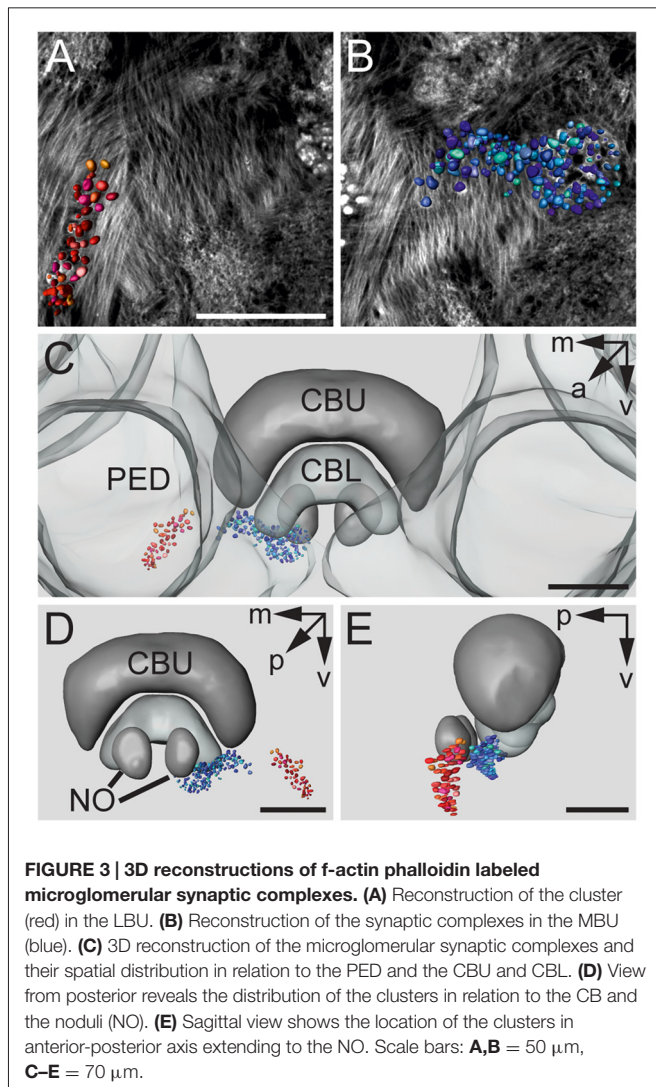 A
B
C
m
a
v
CBU
CBL
PED
D
m
p
v
CBU
NO
E
p
v
FIGURE 3 | 3D reconstructions of f-actin phalloidin labeled
microglomerular synaptic complexes. (A) Reconstruction of the cluster
(red) in the LBU. (B) Reconstruction of the synaptic complexes in the MBU
(blue). (C) 3D reconstruction of the microglomerular synaptic complexes and
their spatial distribution in relation to the PED and the CBU and CBL. (D) View
from posterior reveals the distribution of the clusters in relation to the CB and
the noduli (NO). (E) Sagittal view shows the location of the clusters in
anterior-posterior axis extending to the NO. Scale bars: A,B = 50 μm,
C–E = 70 μm.